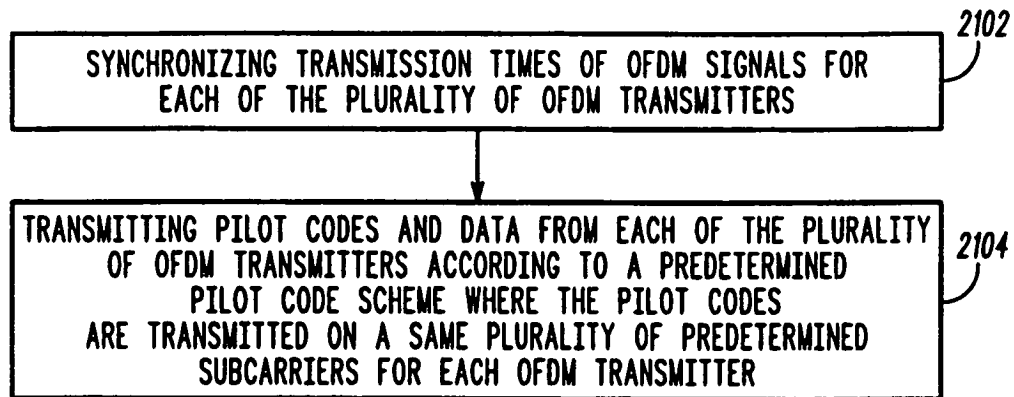 2102
SYNCHRONIZING TRANSMISSION TIMES OF OFDM SIGNALS FOR
EACH OF THE PLURALITY OF OFDM TRANSMITTERS
TRANSMITTING PILOT CODES AND DATA FROM EACH OF THE PLURALITY
OF OFDM TRANSMITTERS ACCORDING TO A PREDETERMINED
PILOT CODE SCHEME WHERE THE PILOT CODES
ARE TRANSMITTED ON A SAME PLURALITY OF PREDETERMINED
SUBCARRIERS FOR EACH OFDM TRANSMITTER
2104